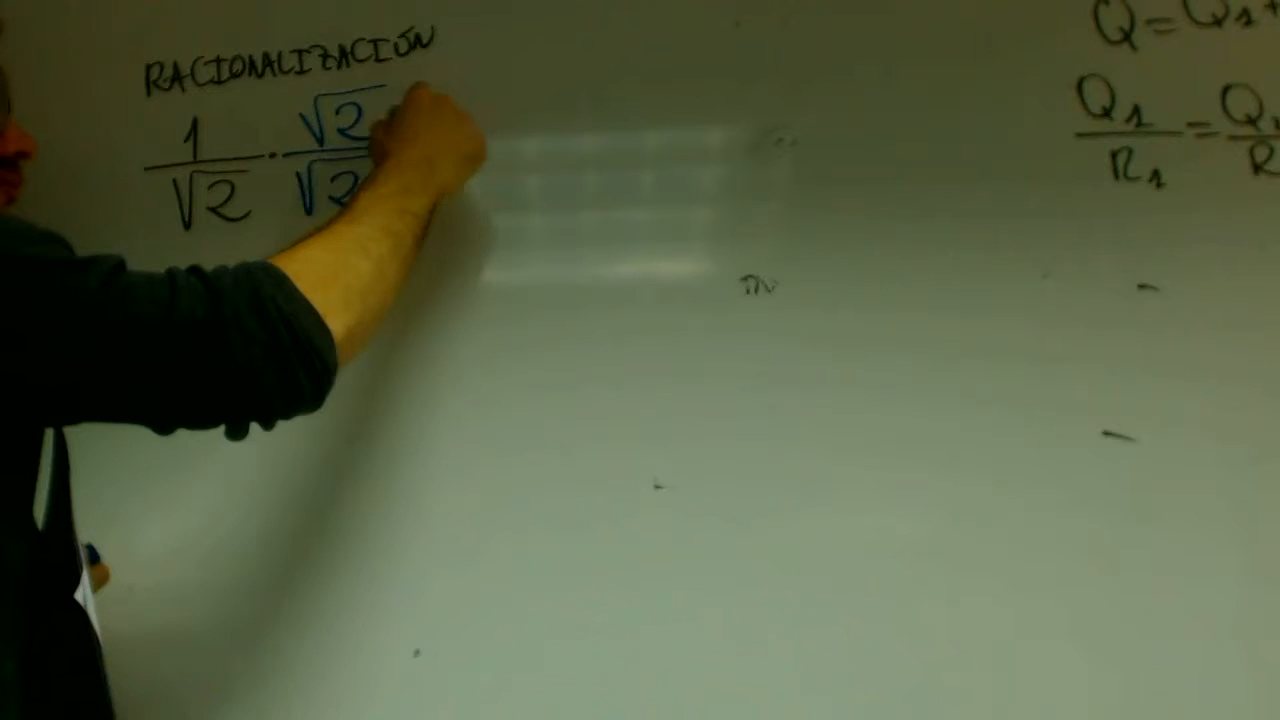 RACIONALIZACIÓN
1/√2 · √2/√2
Q = Q₁ +
Q₁/R₁ = Q/R